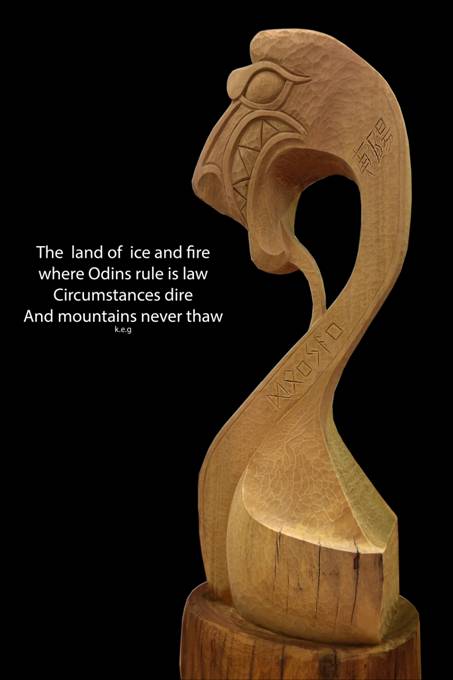 The land of ice and fire
where Odins rule is law
Circumstances dire
And mountains never thaw
k.e.g